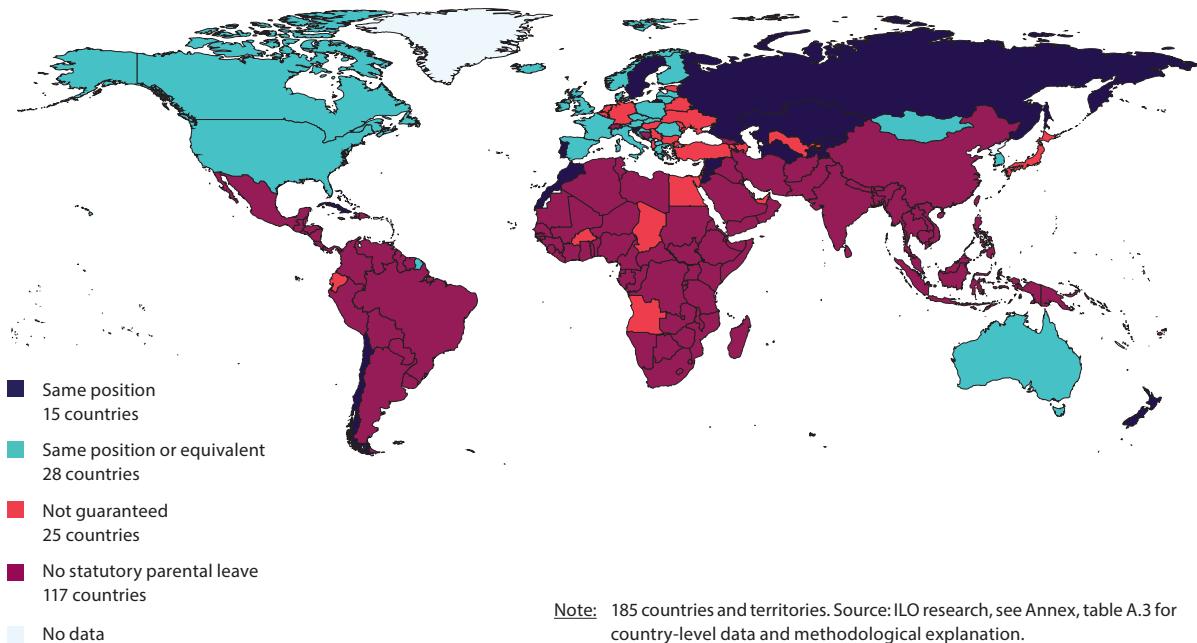 Same position
15 countries
Same position or equivalent
28 countries
Not guaranteed
25 countries
No statutory parental leave
117 countries
No data
Note: 185 countries and territories. Source: ILO research, see Annex, table A.3 for
country-level data and methodological explanation.